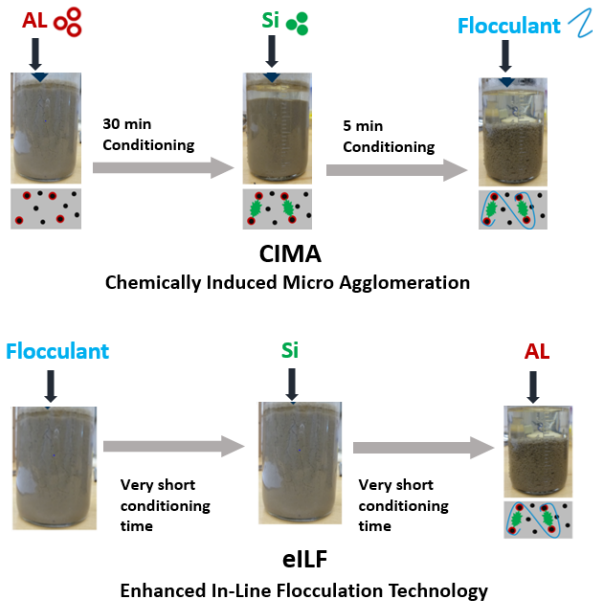 AL
Si
Flocculant
30 min
Conditioning
5 min
Conditioning
CIMA
Chemically Induced Micro Agglomeration
Flocculant
Si
AL
Very short
conditioning
time
Very short
conditioning
time
eILF
Enhanced In-Line Flocculation Technology